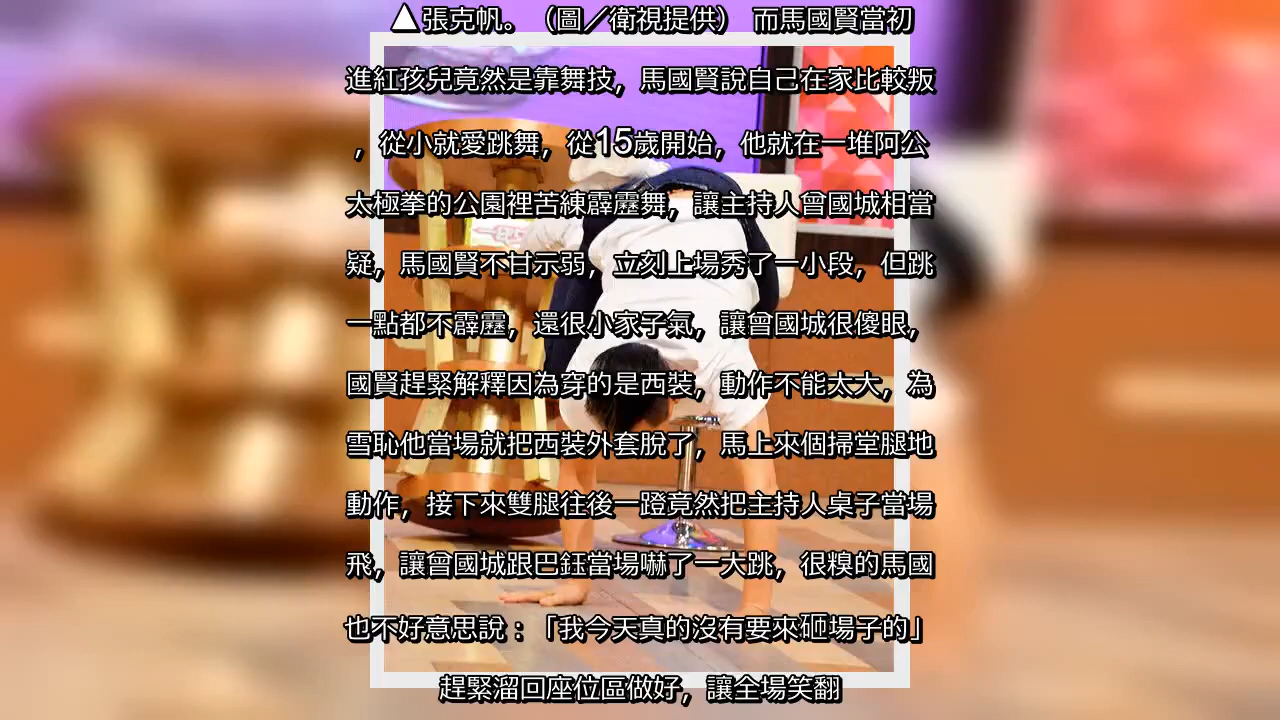 ▲張克帆。（圖／衛視提供） 而馬國賢當初
進紅孩兒竟然是靠舞技，馬國賢說自己在家比較叛
，從小就愛跳舞，從15歲開始，他就在一堆阿公
太極拳的公園裡苦練霹靂舞，讓主持人曾國城相當
疑，馬國賢不甘示弱，立刻上場秀了一小段，但跳
一點都不霹靂，還很小家子氣，讓曾國城很傻眼，
國賢趕緊解釋因為穿的是西裝，動作不能太大，為
雪恥他當場就把西裝外套脫了，馬上來個掃堂腿地
動作，接下來雙腿往後一蹬竟然把主持人桌子當場
飛，讓曾國城跟巴鈺當場嚇了一大跳，很糗的馬國
也不好意思說：「我今天真的沒有要來砸場子的」
趕緊溜回座位區做好，讓全場笑翻